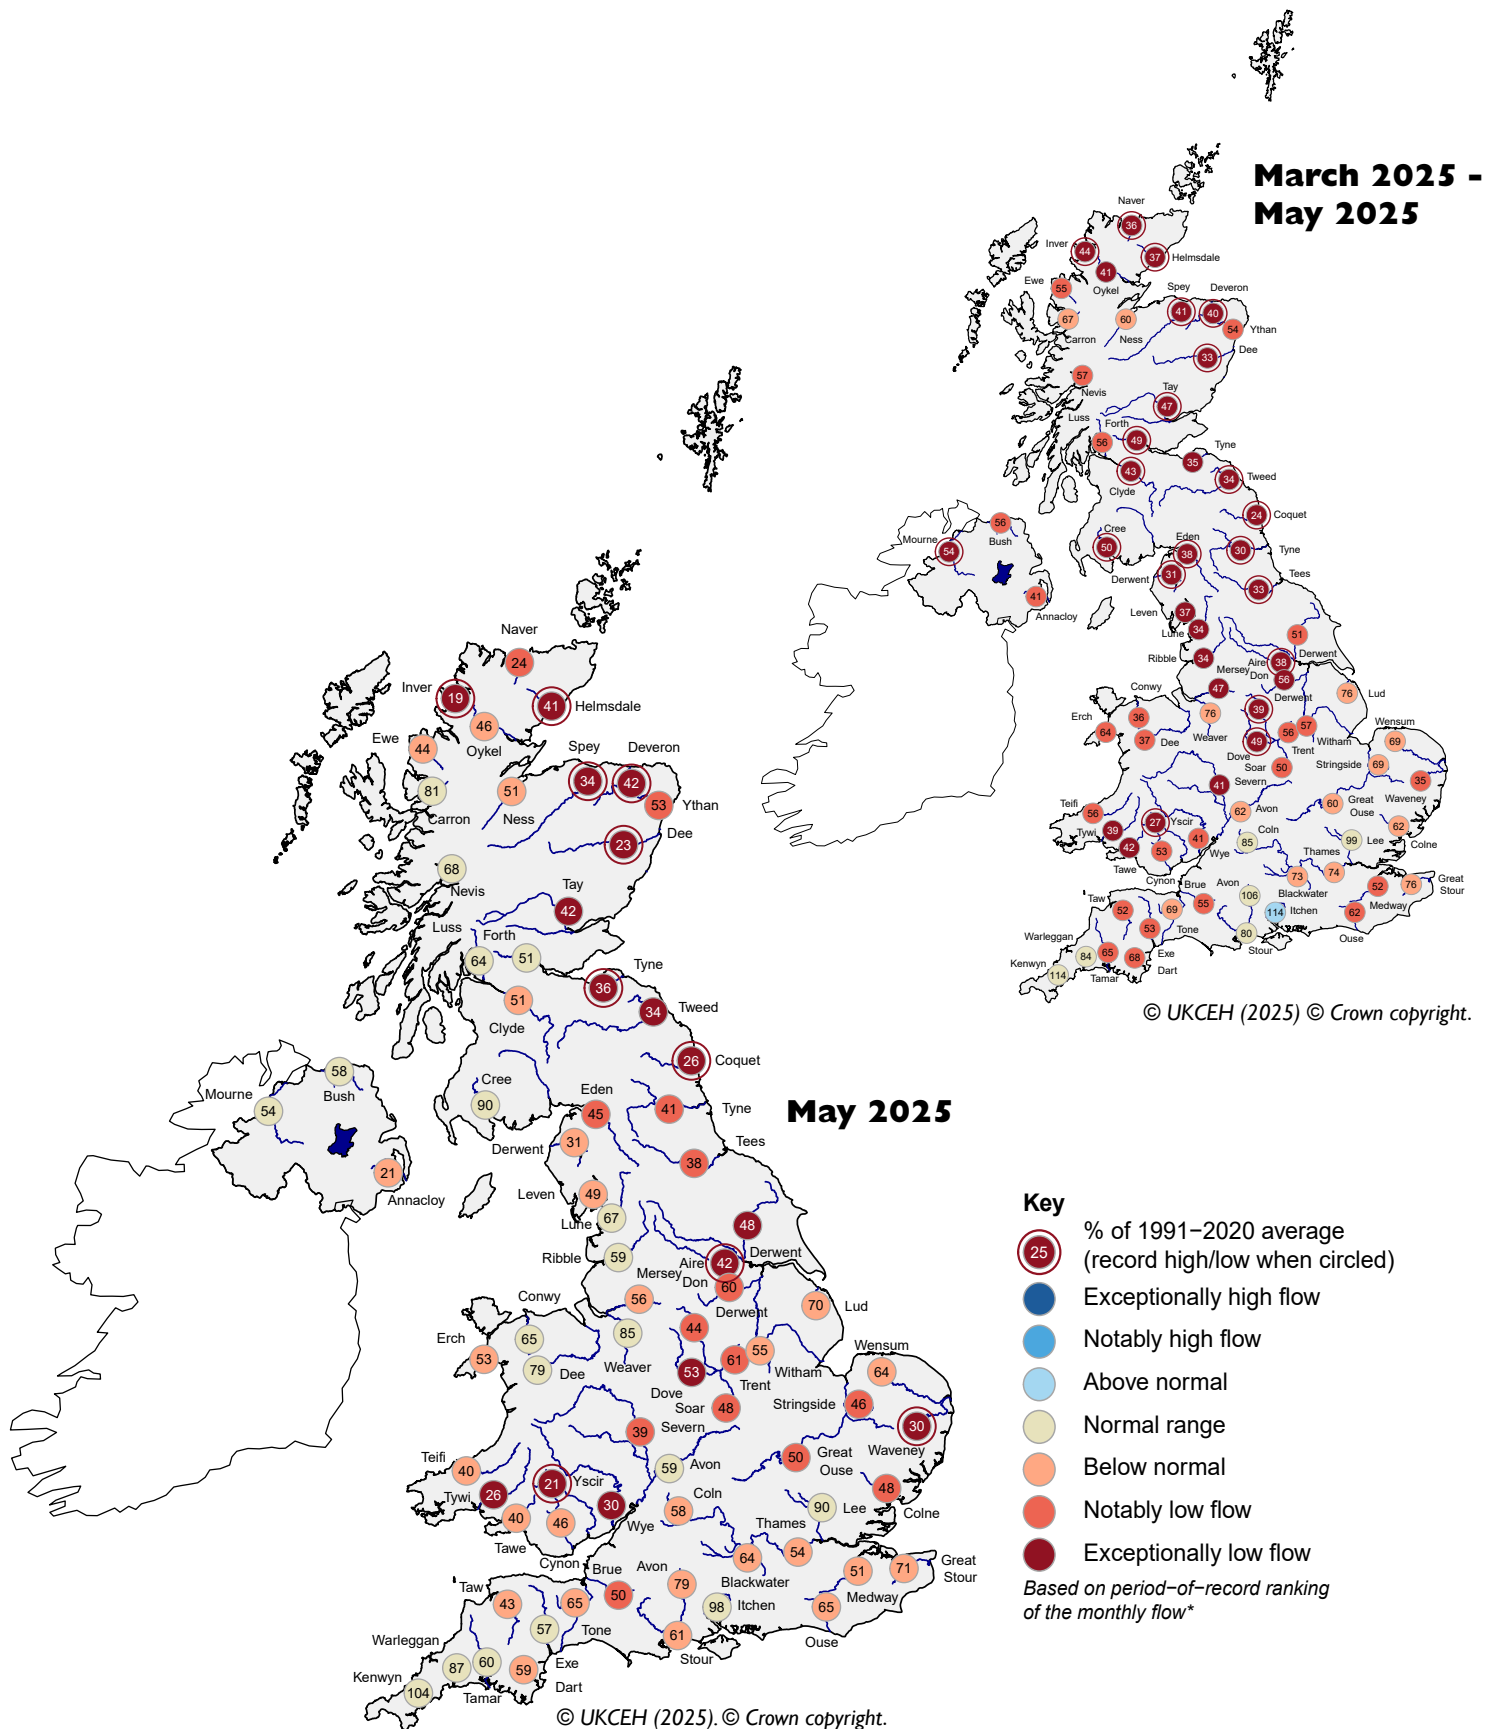 March 2025 -
May 2025
Naver
36
Inver
44
37
Helmsdale
41
Oykel
Ewe
55
Spey
Deveron
67
60
41
40
54
Ythan
Carron
Ness
Dee
33
57
Nevis
Tay
47
Luss
Forth
56
49
Tyne
35
43
34
Tweed
Clyde
24
Coquet
56
Bush
Mourne
54
Cree
50
Eden
38
30
Tyne
Derwent
31
Tees
33
41
Annacloy
Leven
37
Lune
34
51
Derwent
Ribble
34
Aire
38
Mersey
Don
56
47
Derwent
76
Lud
Conwy
36
Erch
64
37
Dee
76
Weaver
39
56
57
Trent
Witham
Wensum
69
49
Dove
Soar
50
Stringside
69
35
Waveney
41
Severn
Teifi
56
62
Avon
60
Great
Ouse
Tywi
39
27
Yscir
41
Wye
Coln
85
99
Lee
62
Colne
42
Tawe
53
Cynon
Thames
74
73
Blackwater
52
Medway
76
Great
Stour
Brue
55
Avon
106
Taw
52
69
Tone
114
Itchen
62
Ouse
53
Exe
80
Stour
Warleggan
84
65
68
Dart
Kenwyn
114
Tamar
© UKCEH (2025) © Crown copyright.
May 2025
Naver
24
Inver
19
41
Helmsdale
46
Oykel
Ewe
44
Spey
Deveron
81
51
34
42
53
Ythan
Carron
Ness
Dee
23
68
Nevis
Tay
42
Luss
Forth
64
51
Tyne
36
51
34
Tweed
Clyde
26
Coquet
58
Bush
Mourne
54
Cree
90
Eden
45
41
Tyne
Derwent
31
Tees
38
21
Annacloy
Leven
49
Lune
67
48
Derwent
Ribble
59
Aire
42
Mersey
Don
60
56
Derwent
70
Lud
Conwy
65
Erch
53
79
Dee
85
Weaver
44
61
55
Trent
Witham
Wensum
64
53
Dove
Soar
48
Stringside
46
30
Waveney
39
Severn
Teifi
40
59
Avon
50
Great
Ouse
Tywi
26
21
Yscir
30
Wye
Coln
58
90
Lee
48
Colne
40
Tawe
46
Cynon
Thames
54
64
Blackwater
51
Medway
71
Great
Stour
Brue
50
Avon
79
Taw
43
65
Tone
98
Itchen
65
Ouse
57
Exe
61
Stour
Warleggan
87
60
59
Dart
Kenwyn
104
Tamar
© UKCEH (2025). © Crown copyright.
Key
25
% of 1991−2020 average
(record high/low when circled)
Exceptionally high flow
Notably high flow
Above normal
Normal range
Below normal
Notably low flow
Exceptionally low flow
Based on period−of−record ranking
of the monthly flow*